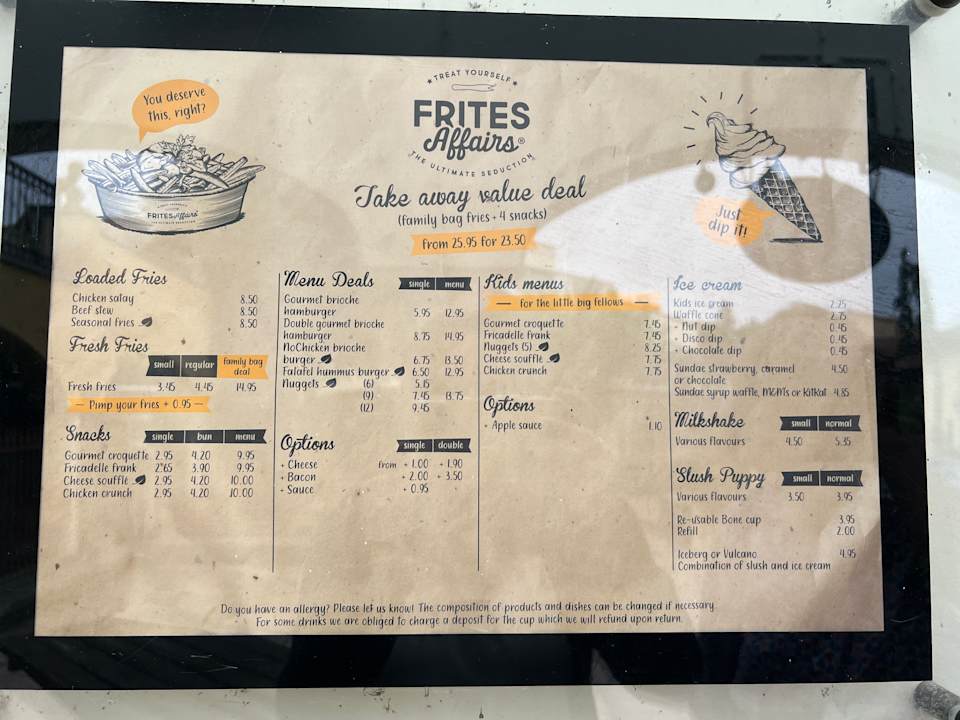 You deserve
this, right?
FRITES Affairs
THE ULTIMATE SEDUCTION
★ TREAT YOURSELF ★
FRITES
Affairs®
THE ULTIMATE SEDUCTION
Take away value deal
(family bag fries + 4 snacks)
from 25.95 for 23.50
Just
dip it!
Loaded Fries
Chicken satay 8.50
Beef stew 8.50
Seasonal fries 8.50
Fresh Fries
small regular family bag
deal
Fresh fries 3.45 4.45 14.95
— Pimp your fries + 0.95 —
Snacks single bun menu
Gourmet croquette 2.95 4.20 9.95
Fricadelle frank 2.65 3.90 9.95
Cheese soufflé 2.95 4.20 10.00
Chicken crunch 2.95 4.20 10.00
Menu Deals single menu
Gourmet brioche
hamburger 5.95 12.95
Double gourmet brioche
hamburger 8.75 14.95
NoChicken brioche
burger 6.75 13.50
Falafel hummus burger 6.50 12.95
Nuggets (6) 5.15
(9) 7.45 13.75
(12) 9.45
Options single double
+ Cheese from + 1.00 + 1.90
+ Bacon + 2.00 + 3.50
+ Sauce + 0.95
Kids menus
— for the little big fellows —
Gourmet croquette 7.45
Fricadelle frank 7.45
Nuggets (5) 8.25
Cheese soufflé 7.75
Chicken crunch 7.75
Options
+ Apple sauce 1.10
Ice cream
Kids ice cream 2.25
Waffle cone 2.75
+ Nut dip 0.45
+ Disco dip 0.45
+ Chocolate dip 0.45
Sundae strawberry, caramel 4.50
or chocolate
Sundae syrup waffle, M&M's or KitKat 4.85
Milkshake small normal
Various flavours 4.50 5.35
Slush Puppy small normal
Various flavours 3.50 3.95
Re-usable Bone cup 3.95
Refill 2.00
Iceberg or Vulcano 4.95
Combination of slush and ice cream
Do you have an allergy? Please let us know! The composition of products and dishes can be changed if necessary
For some drinks we are obliged to charge a deposit for the cup which we will refund upon return.